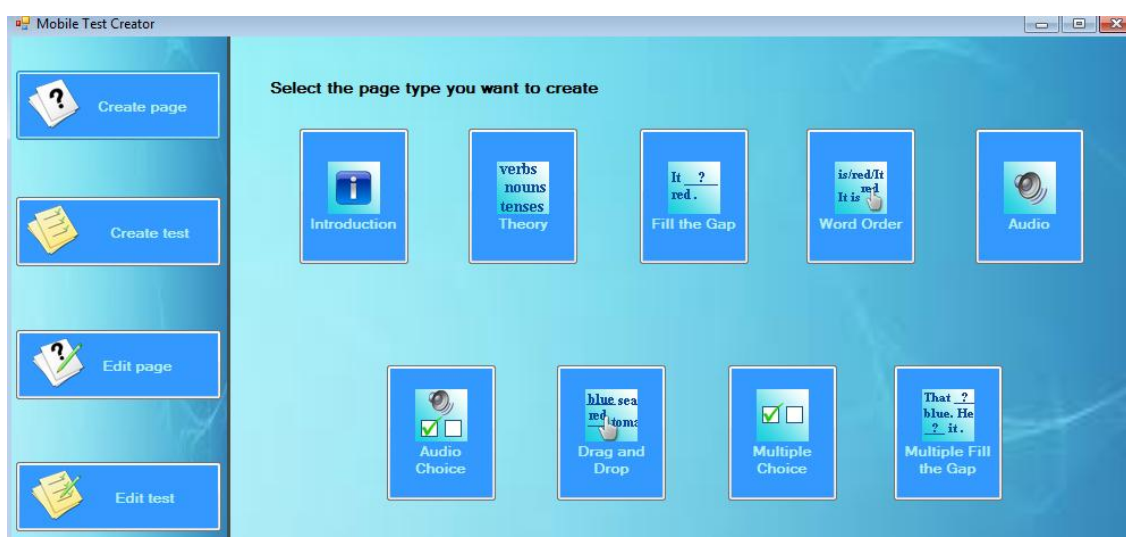 Mobile Test Creator
Create page
Create test
Edit page
Edit test
Select the page type you want to create
Introduction
verbs
nouns
tenses
Theory
It ?
red.
Fill the Gap
is/red/It
red
It is
Word Order
Audio
Audio
Choice
blue sea
red toma
Drag and
Drop
Multiple
Choice
That ?
blue. He
? it.
Multiple Fill
the Gap